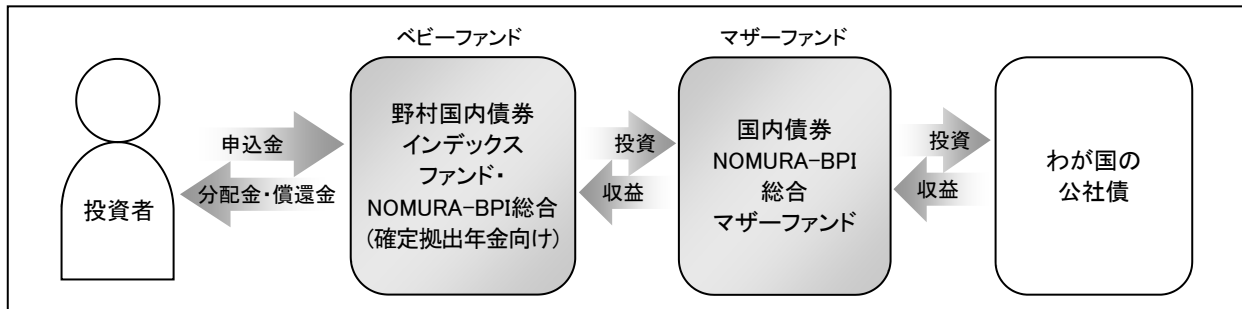 ベビーファンド
マザーファンド
投資者
申込金
分配金・償還金
野村国内債券
インデックス
ファンド・
NOMURA-BPI総合
(確定拠出年金向け)
投資
収益
国内債券
NOMURA-BPI
総合
マザーファンド
投資
収益
わが国の
公社債